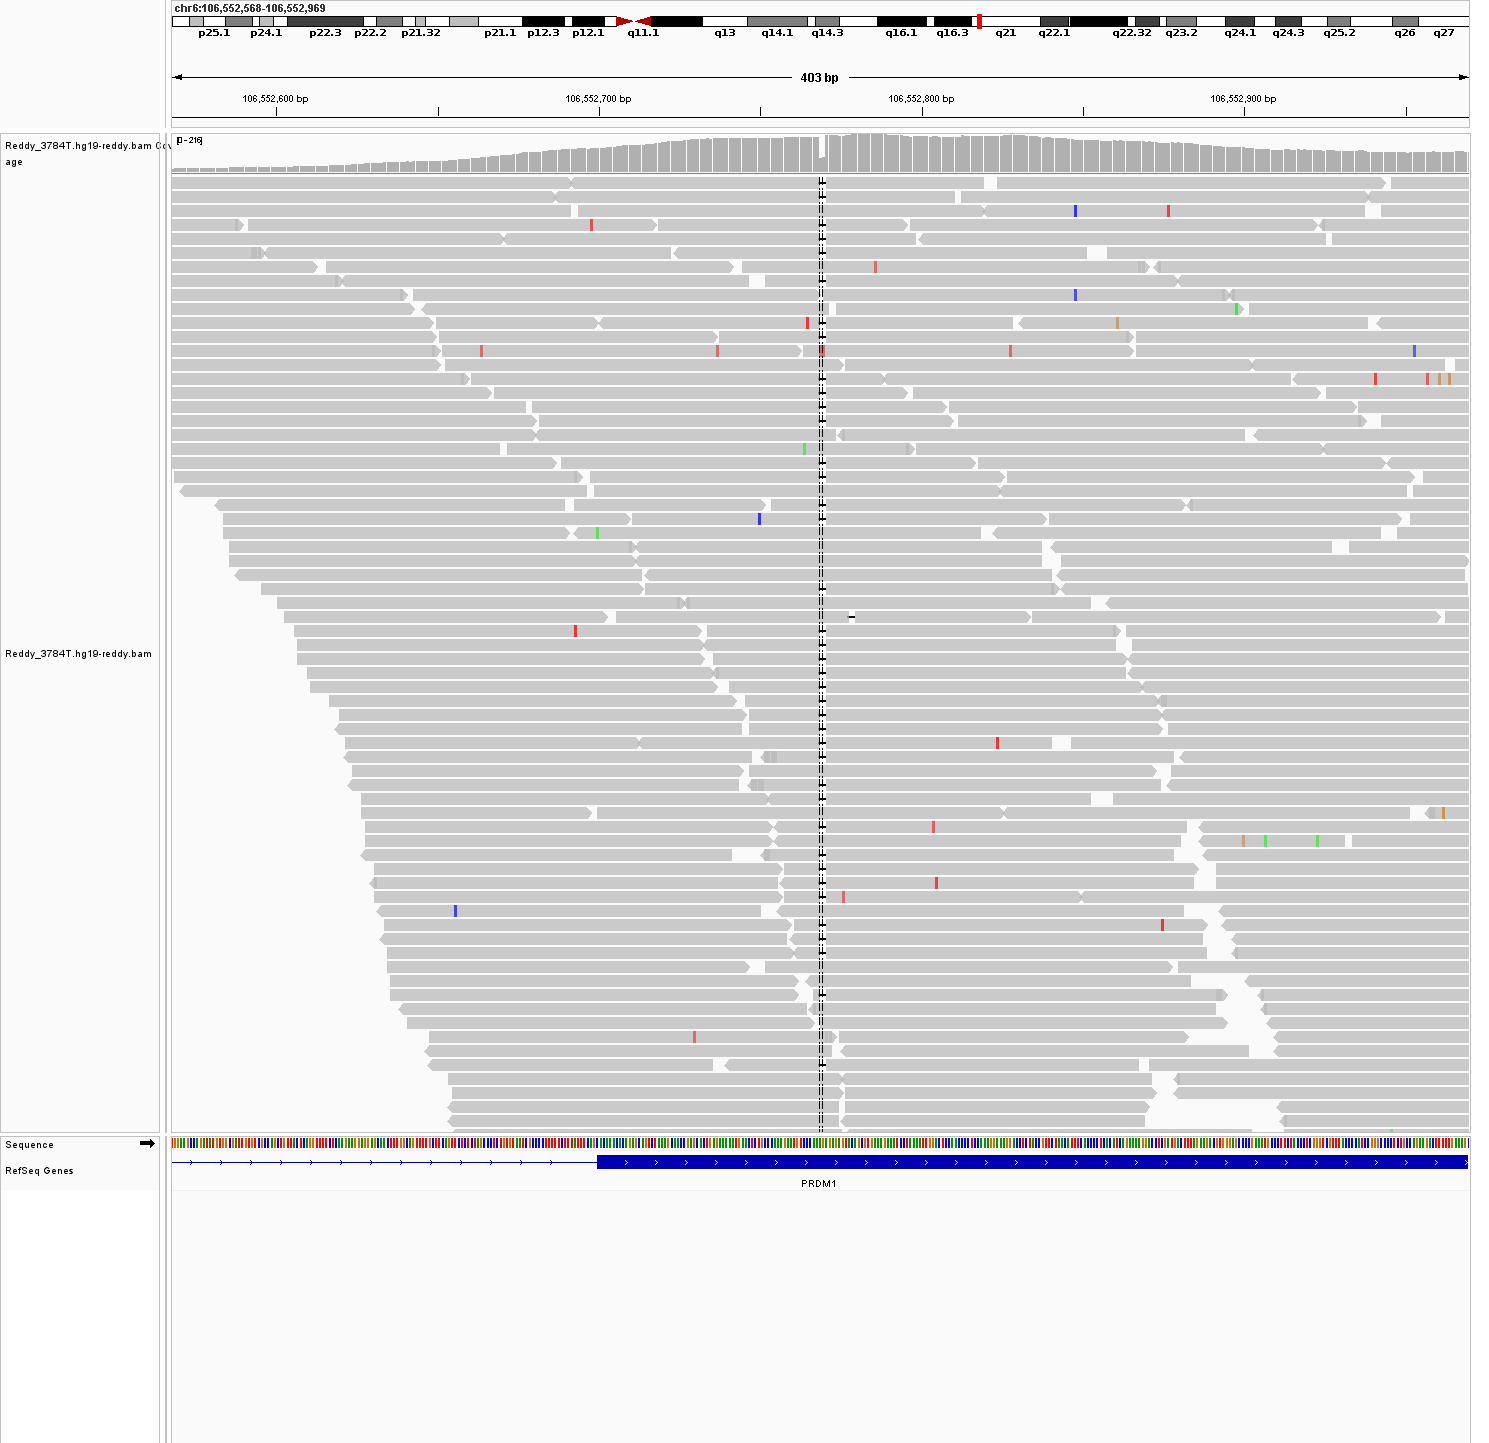 chr6:106,552,568-106,552,969
p25.1 p24.1 p22.3 p22.2 p21.32 p21.1 p12.3 p12.1 q11.1 q13 q14.1 q14.3 q16.1 q16.3 q21 q22.1 q22.32 q23.2 q24.1 q24.3 q25.2 q26 q27
403 bp
106,552,600 bp 106,552,700 bp 106,552,800 bp 106,552,900 bp
[0-216]
Reddy_3784T.hg19-reddy.bam Cov
age
Reddy_3784T.hg19-reddy.bam
Sequence
RefSeq Genes
PRDM1